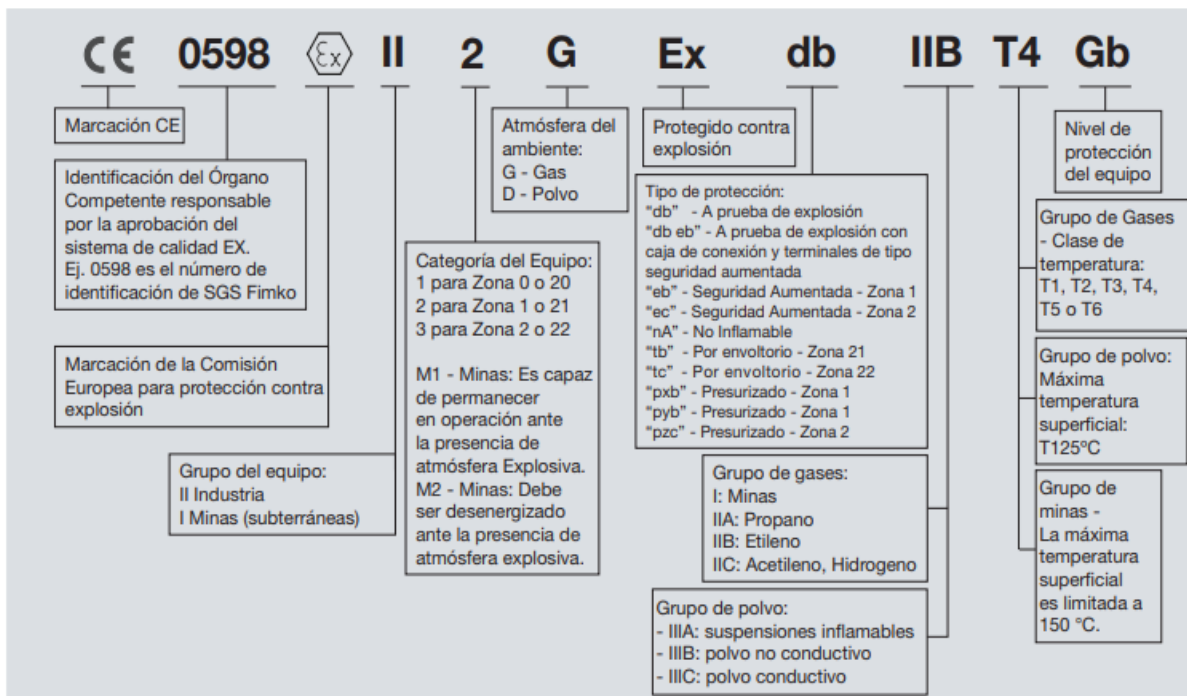 CE 0598 Ex II 2 G Ex db IIB T4 Gb
Marcación CE
Identificación del Órgano
Competente responsable
por la aprobación del
sistema de calidad EX.
Ej. 0598 es el número de
identificación de SGS Fimko
Marcación de la Comisión
Europea para protección contra
explosión
Grupo del equipo:
II Industria
I Minas (subterráneas)
Categoría del Equipo:
1 para Zona 0 o 20
2 para Zona 1 o 21
3 para Zona 2 o 22
M1 - Minas: Es capaz
de permanecer
en operación ante
la presencia de
atmósfera Explosiva.
M2 - Minas: Debe
ser desenergizado
ante la presencia de
atmósfera explosiva.
Atmósfera del
ambiente:
G - Gas
D - Polvo
Protegido contra
explosión
Tipo de protección:
“db” - A prueba de explosión
“db eb” - A prueba de explosión con
caja de conexión y terminales de tipo
seguridad aumentada
“eb” - Seguridad Aumentada - Zona 1
“ec” - Seguridad Aumentada - Zona 2
“nA” - No Inflamable
“tb” - Por envoltorio - Zona 21
“tc” - Por envoltorio - Zona 22
“pxb” - Presurizado - Zona 1
“pyb” - Presurizado - Zona 1
“pzc” - Presurizado - Zona 2
Grupo de gases:
I: Minas
IIA: Propano
IIB: Etileno
IIC: Acetileno, Hidrogeno
Grupo de polvo:
- IIIA: suspensiones inflamables
- IIIB: polvo no conductivo
- IIIC: polvo conductivo
Nivel de
protección
del equipo
Grupo de Gases
- Clase de
temperatura:
T1, T2, T3, T4,
T5 o T6
Grupo de polvo:
Máxima
temperatura
superficial:
T125ºC
Grupo de
minas -
La máxima
temperatura
superficial
es limitada a
150 °C.